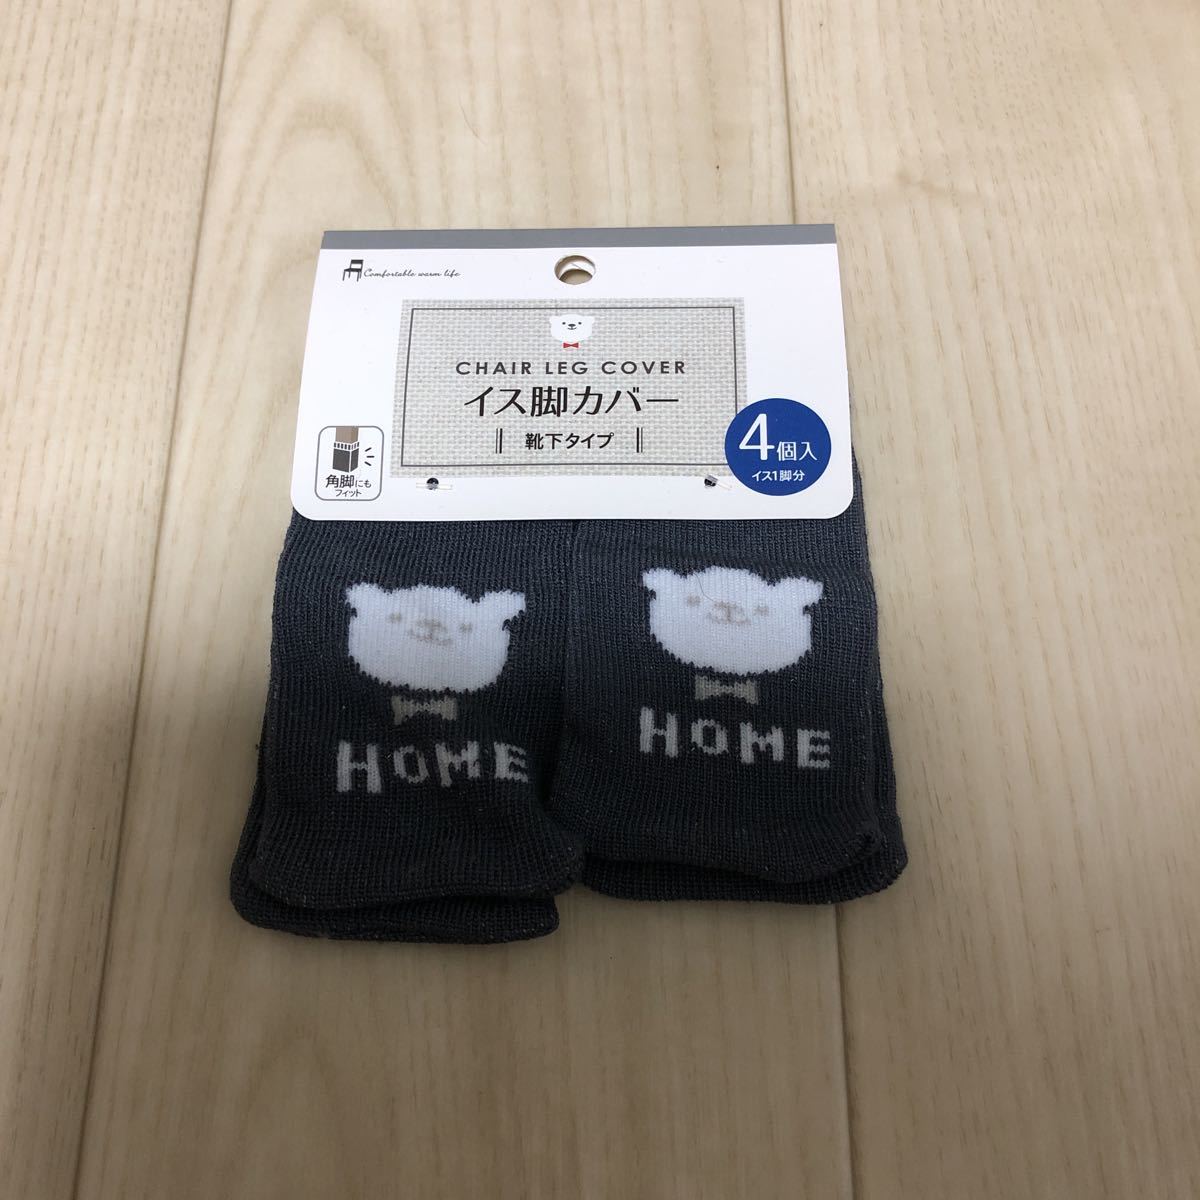 Comfortable warm life
CHAIR LEG COVER
イス脚カバー
靴下タイプ
角脚にも
フィット
4個入
イス1脚分
HOME
HOME